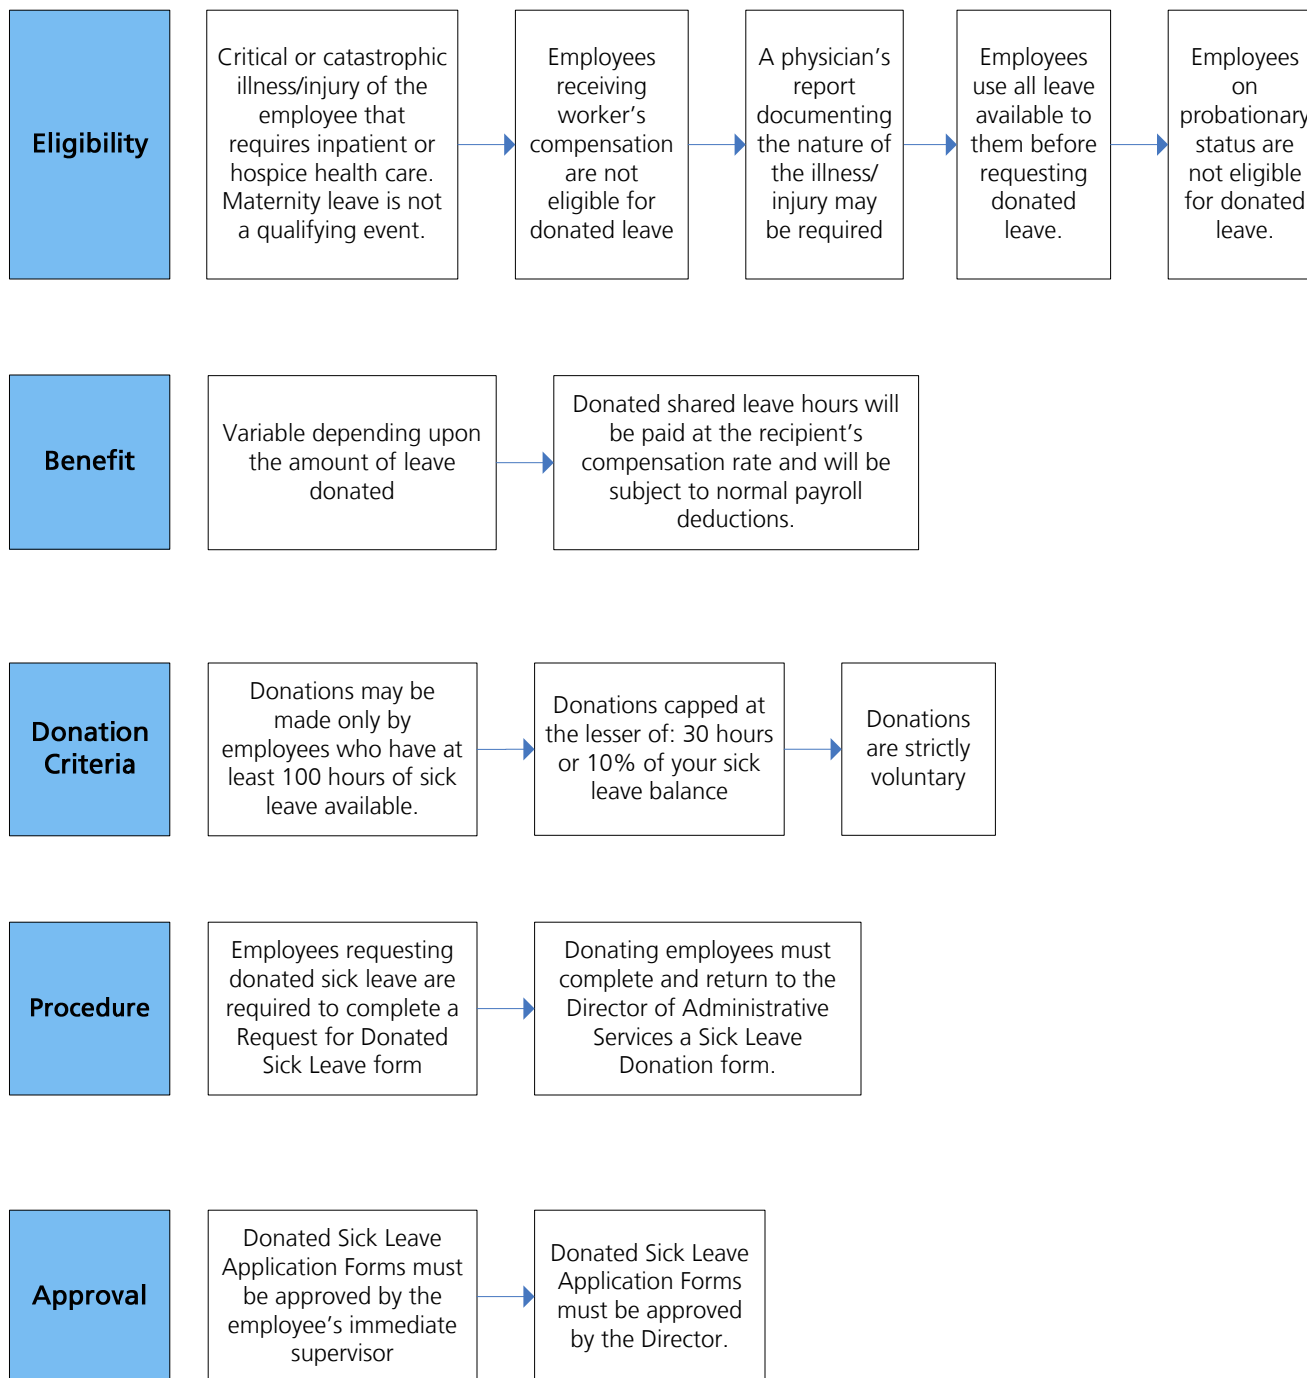 Eligibility
Critical or catastrophic
illness/injury of the
employee that
requires inpatient or
hospice health care.
Maternity leave is not
a qualifying event.
Employees
receiving
worker’s
compensation
are not
eligible for
donated leave
A physician’s
report
documenting
the nature of
the illness/
injury may
be required
Employees
use all leave
available to
them before
requesting
donated
leave.
Employees
on
probationary
status are
not eligible
for donated
leave.
Benefit
Variable depending upon
the amount of leave
donated
Donated shared leave hours will
be paid at the recipient’s
compensation rate and will be
subject to normal payroll
deductions.
Donation
Criteria
Donations may be
made only by
employees who have at
least 100 hours of sick
leave available.
Donations capped at
the lesser of: 30 hours
or 10% of your sick
leave balance
Donations
are strictly
voluntary
Procedure
Employees requesting
donated sick leave are
required to complete a
Request for Donated
Sick Leave form
Donating employees must
complete and return to the
Director of Administrative
Services a Sick Leave
Donation form.
Approval
Donated Sick Leave
Application Forms must
be approved by the
employee’s immediate
supervisor
Donated Sick Leave
Application Forms
must be approved
by the Director.